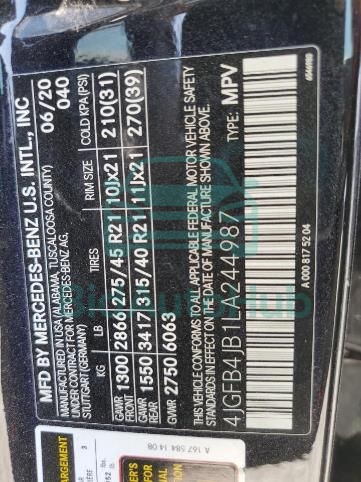 MFD BY MERCEDES-BENZ U.S. INTL., INC
MANUFACTURED IN USA (ALABAMA, TUSCALOOSA COUNTY) 06/20
FOR MERCEDES-BENZ AG, 040
STUTTGART (GERMANY)
KG LB TIRES RIM SIZE COLD KPA (PSI)
GAWR FRONT 1300 2866 275/45 R21 10Jx21 210(31)
GAWR REAR 1550 3417 315/40 R21 11Jx21 270(39)
GVWR 2750/6063
THIS VEHICLE CONFORMS TO ALL APPLICABLE FEDERAL MOTOR VEHICLE SAFETY
STANDARDS IN EFFECT ON THE DATE OF MANUFACTURE SHOWN ABOVE.
4JGFB4JB1LA244987 TYPE: MPV
A 000 817 52 04
A 167 584 14 08